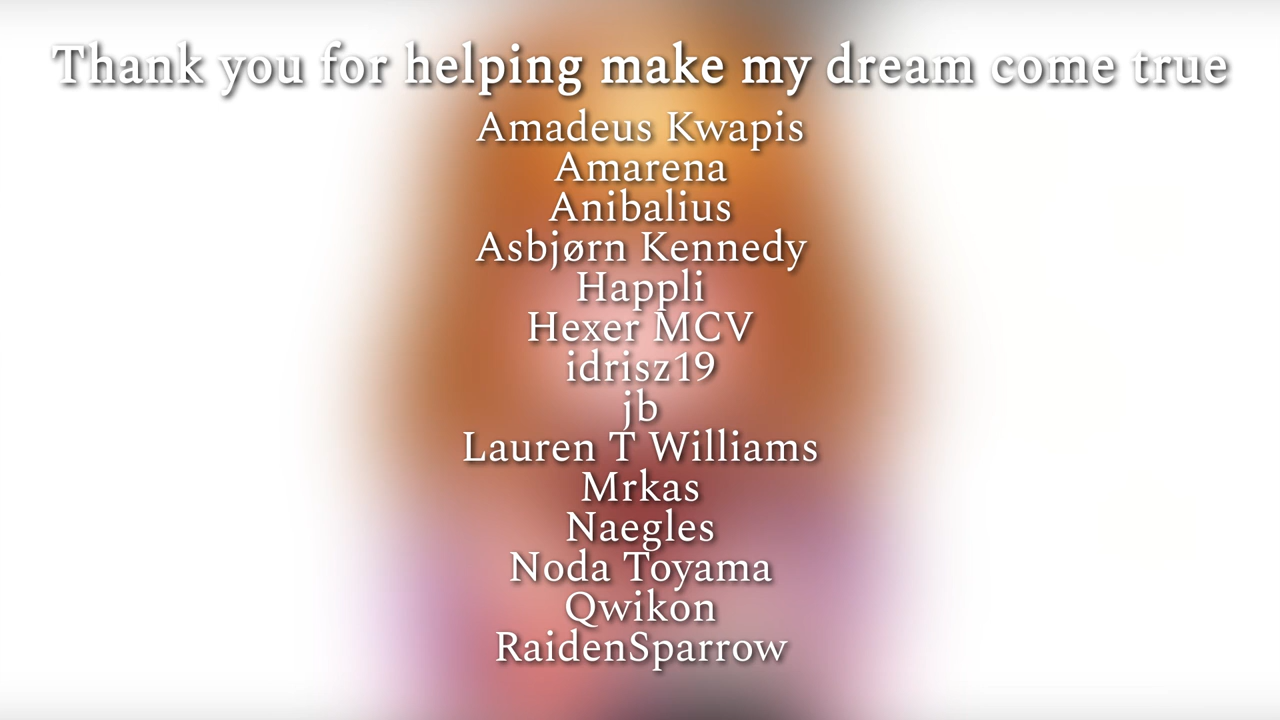 Thank you for helping make my dream come true
Amadeus Kwapis
Amarena
Anibalius
Asbjørn Kennedy
Happli
Hexer MCV
idrisz19
jb
Lauren T Williams
Mrkas
Naegles
Noda Toyama
Qwikon
RaidenSparrow